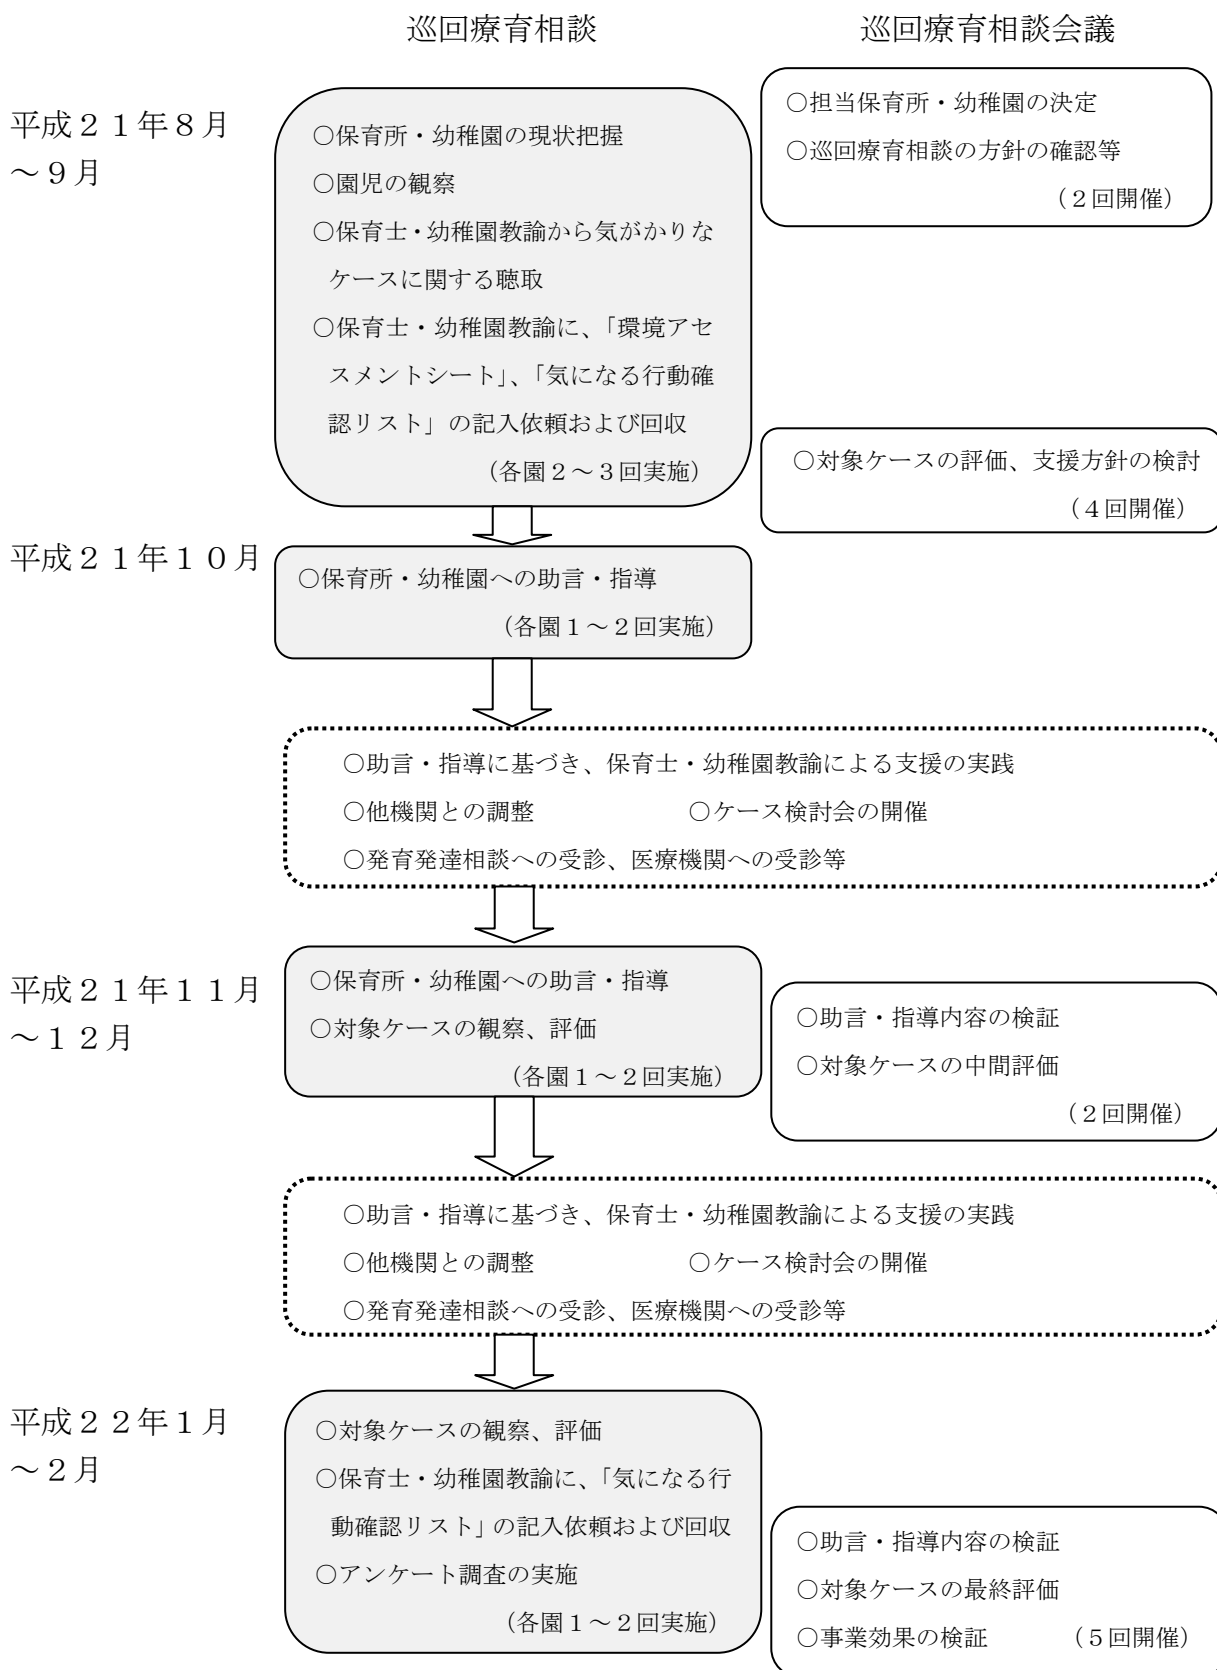 巡回療育相談
巡回療育相談会議
平成２１年８月
～９月
○保育所・幼稚園の現状把握
○園児の観察
○保育士・幼稚園教諭から気がかりな
ケースに関する聴取
○保育士・幼稚園教諭に、「環境アセ
スメントシート」、「気になる行動確
認リスト」の記入依頼および回収
（各園２～３回実施）
○担当保育所・幼稚園の決定
○巡回療育相談の方針の確認等
（２回開催）
○対象ケースの評価、支援方針の検討
（４回開催）
平成２１年１０月
○保育所・幼稚園への助言・指導
（各園１～２回実施）
○助言・指導に基づき、保育士・幼稚園教諭による支援の実践
○他機関との調整　　　　　　○ケース検討会の開催
○発育発達相談への受診、医療機関への受診等
平成２１年１１月
～１２月
○保育所・幼稚園への助言・指導
○対象ケースの観察、評価
（各園１～２回実施）
○助言・指導内容の検証
○対象ケースの中間評価
（２回開催）
○助言・指導に基づき、保育士・幼稚園教諭による支援の実践
○他機関との調整　　　　　　○ケース検討会の開催
○発育発達相談への受診、医療機関への受診等
平成２２年１月
～２月
○対象ケースの観察、評価
○保育士・幼稚園教諭に、「気になる行
動確認リスト」の記入依頼および回収
○アンケート調査の実施
（各園１～２回実施）
○助言・指導内容の検証
○対象ケースの最終評価
○事業効果の検証　　　（５回開催）